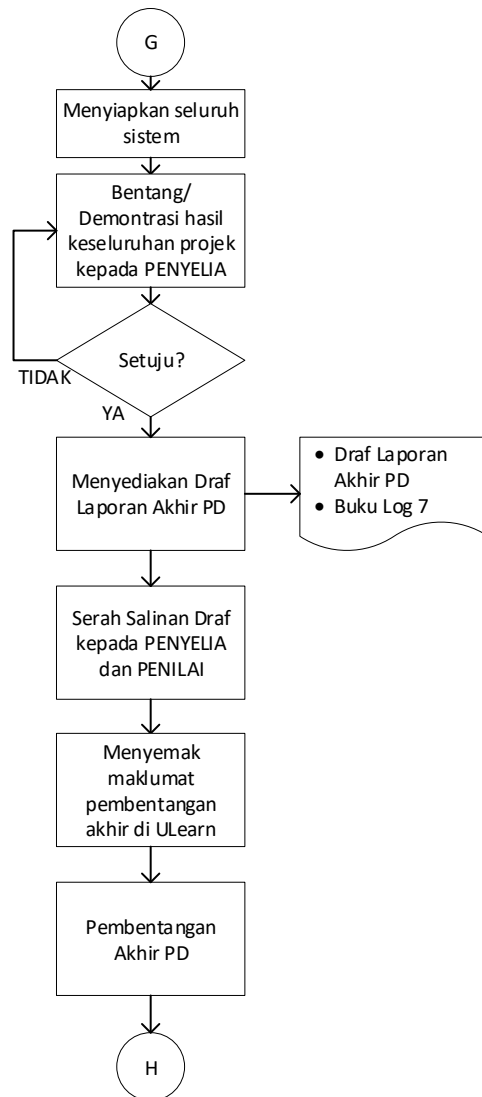 G
Menyiapkan seluruh
sistem
Bentang/
Demontrasi hasil
keseluruhan projek
kepada PENYELIA
Setuju?
TIDAK
YA
Menyediakan Draf
Laporan Akhir PD
• Draf Laporan
Akhir PD
• Buku Log 7
Serah Salinan Draf
kepada PENYELIA
dan PENILAI
Menyemak
maklumat
pembentangan
akhir di ULearn
Pembentangan
Akhir PD
H